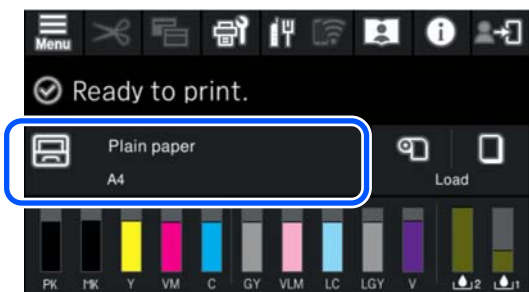 Menu
Ready to print.
Plain paper
A4
Load
PK MK Y VM C GY VLM LC LGY V 2 1